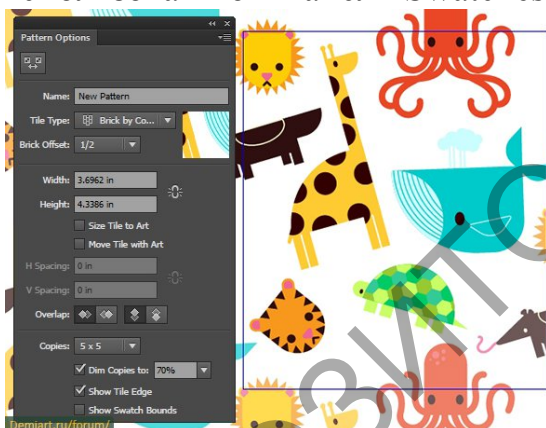 Pattern Options
Name: New Pattern
Tile Type: Brick by Co...
Brick Offset: 1/2
Width: 3.6962 in
Height: 4.3386 in
Size Tile to Art
Move Tile with Art
H Spacing: 0 in
V Spacing: 0 in
Overlap:
Copies: 5 x 5
Dim Copies to: 70%
Show Tile Edge
Show Swatch Bounds
Demiart.ru/forum/